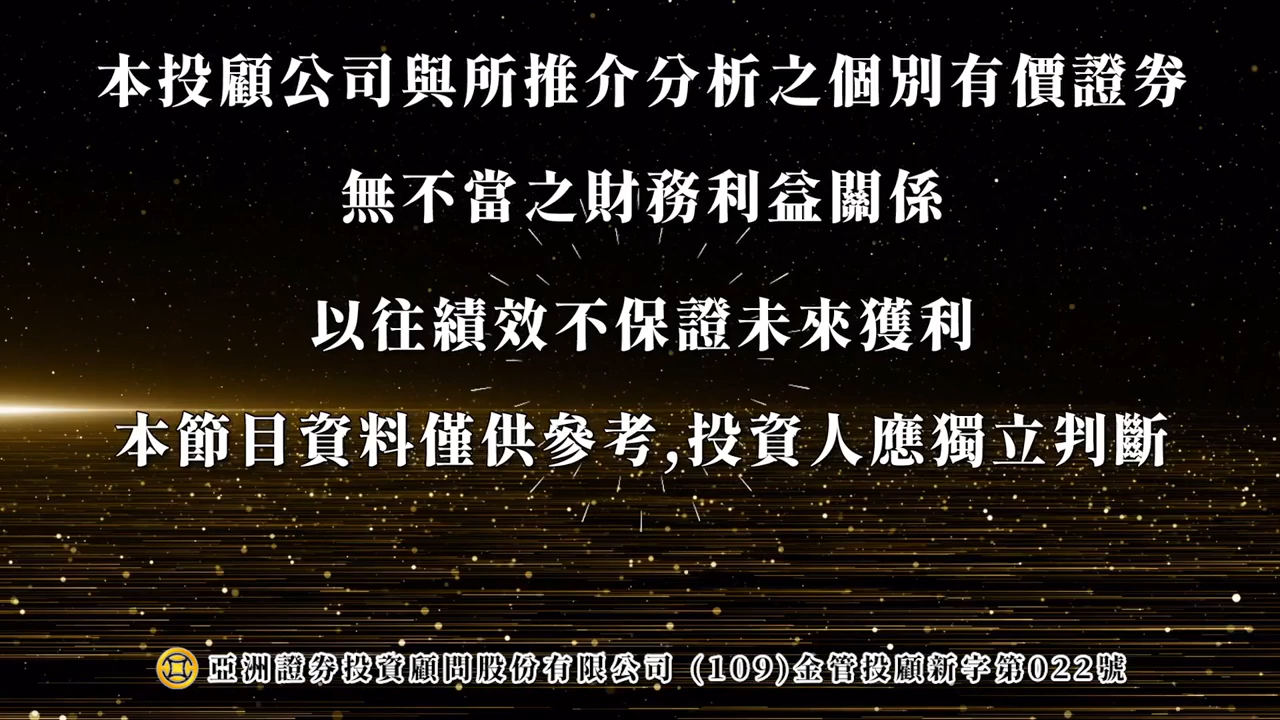 本投顧公司與所推介分析之個別有價證券
無不當之財務利益關係
以往績效不保證未來獲利
本節目資料僅供參考,投資人應獨立判斷
亞洲證券投資顧問股份有限公司 (109)金管投顧新字第022號